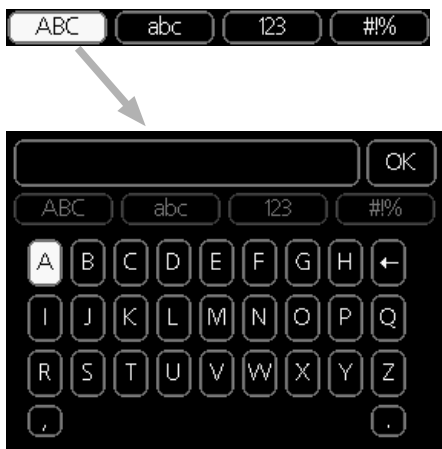 ABC abc 123 #!%
OK
ABC abc 123 #!%
A B C D E F G H ←
I J K L M N O P Q
R S T U V W X Y Z
, .